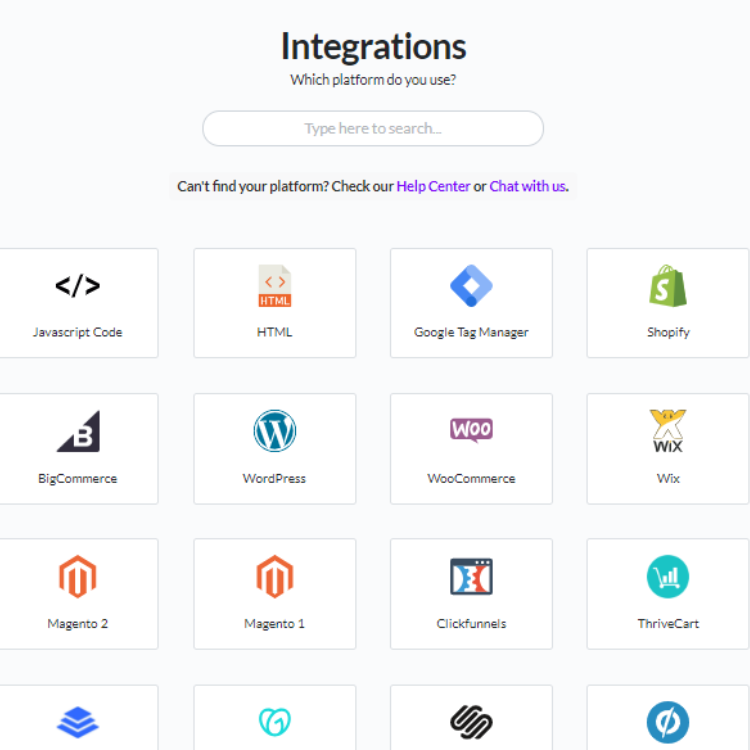 Integrations
Which platform do you use?
Type here to search...
Can't find your platform? Check our Help Center or Chat with us.
</>
Javascript Code
< >
HTML
HTML
Google Tag Manager
S
Shopify
B
BigCommerce
W
WordPress
WOO
WooCommerce
WiX
Wix
Magento 2
Magento 1
Clickfunnels
ThriveCart